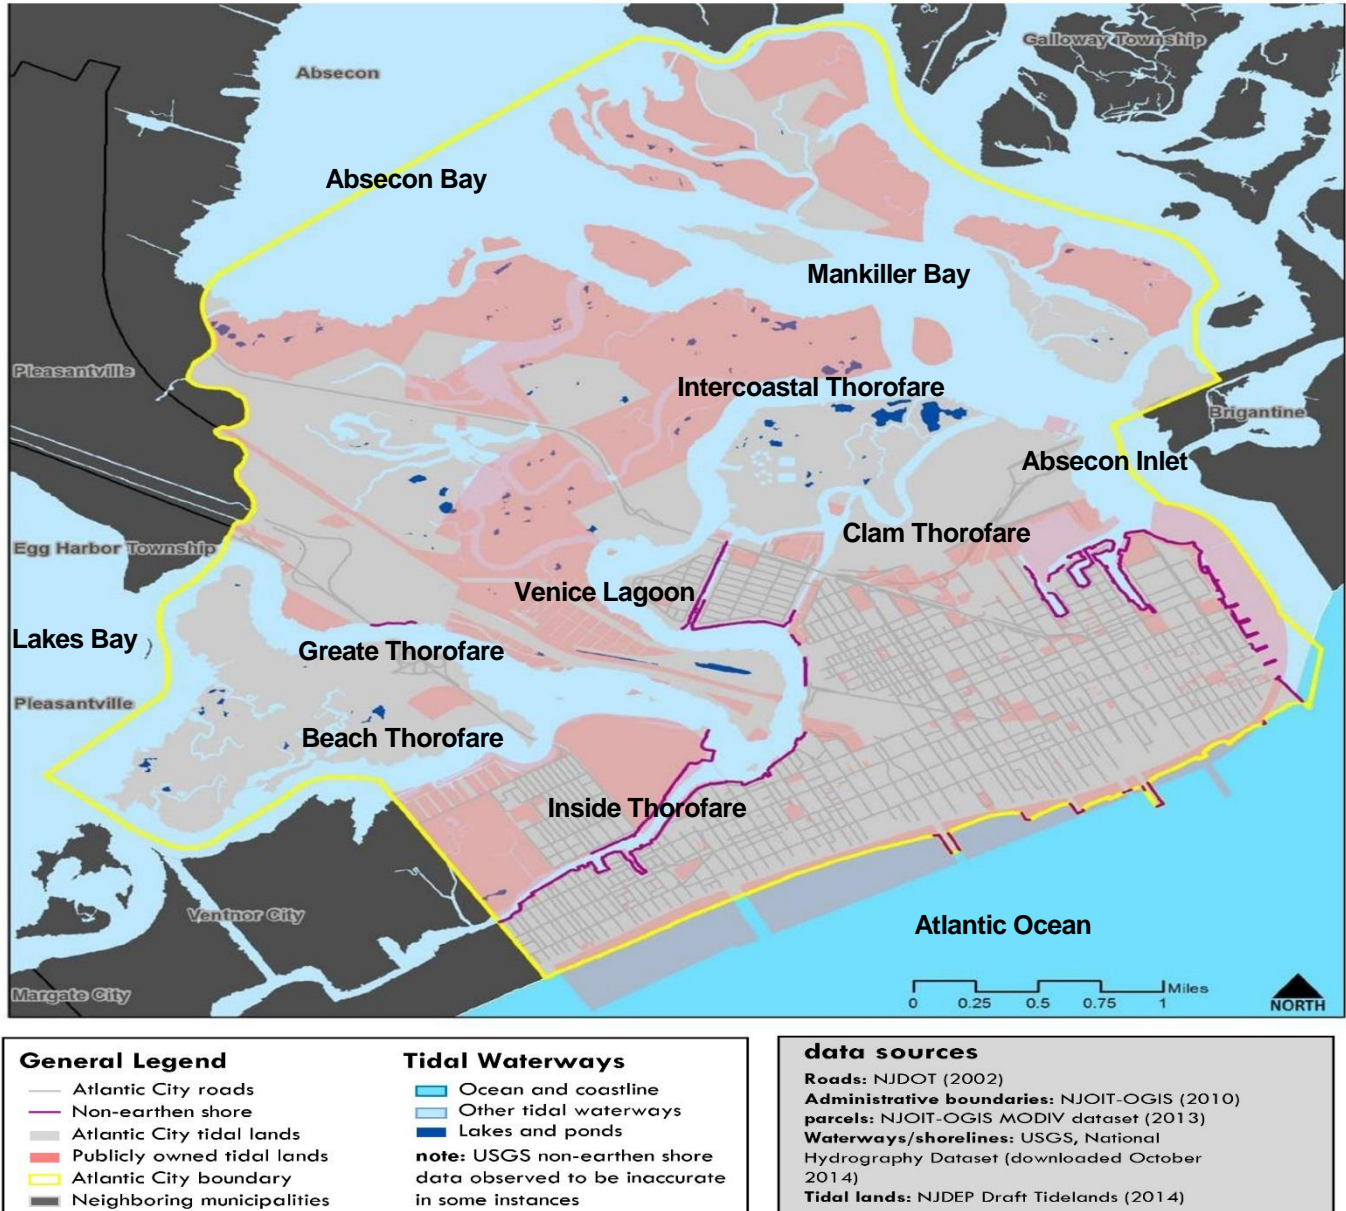 Galloway Township
Absecon
Absecon Bay
Mankiller Bay
Pleasantville
Intercoastal Thorofare
Brigantine
Absecon Inlet
Clam Thorofare
Egg Harbor Township
Venice Lagoon
Lakes Bay
Greate Thorofare
Pleasantville
Beach Thorofare
Inside Thorofare
Ventnor City
Atlantic Ocean
Margate City
Miles
0 0.25 0.5 0.75 1
NORTH
General Legend
Atlantic City roads
Non-earthen shore
Atlantic City tidal lands
Publicly owned tidal lands
Atlantic City boundary
Neighboring municipalities
Tidal Waterways
Ocean and coastline
Other tidal waterways
Lakes and ponds
note: USGS non-earthen shore
data observed to be inaccurate
in some instances
data sources
Roads: NJDOT (2002)
Administrative boundaries: NJOIT-OGIS (2010)
parcels: NJOIT-OGIS MODIV dataset (2013)
Waterways/shorelines: USGS, National
Hydrography Dataset (downloaded October
2014)
Tidal lands: NJDEP Draft Tidelands (2014)